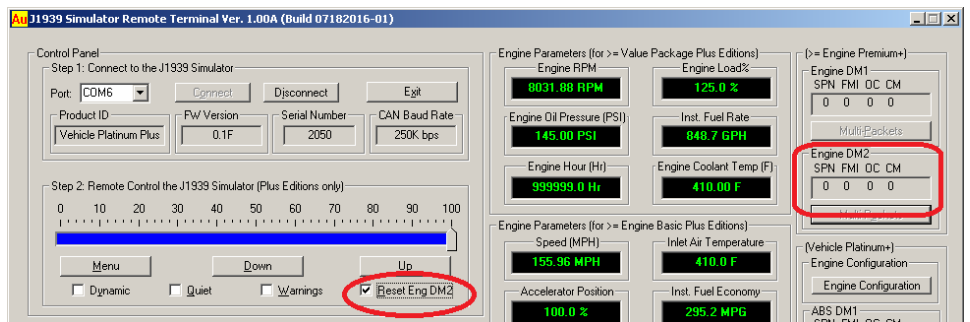 Au J1939 Simulator Remote Terminal Ver. 1.00A (Build 07182016-01)
Control Panel
Step 1: Connect to the J1939 Simulator
Port: COM6 Connect Disconnect Exit
Product ID FW Version Serial Number CAN Baud Rate
Vehicle Platinum Plus 0.1F 2050 250K bps
Step 2: Remote Control the J1939 Simulator (Plus Editions only)
0 10 20 30 40 50 60 70 80 90 100
Menu Down Up
Dynamic Quiet Warnings Reset Eng DM2
Engine Parameters (for >= Value Package Plus Editions)
Engine RPM Engine Load%
8031.88 RPM 125.0 %
Engine Oil Pressure (PSI) Inst. Fuel Rate
145.00 PSI 848.7 GPH
Engine Hour (Hr) Engine Coolant Temp (F)
999999.0 Hr 410.00 F
Engine Parameters (for >= Engine Basic Plus Editions)
Speed (MPH) Inlet Air Temperature
155.96 MPH 410.0 F
Accelerator Position Inst. Fuel Economy
100.0 % 295.2 MPG
(>= Engine Premium+)
Engine DM1
SPN FMI OC CM
0 0 0 0
Multi-Packets
Engine DM2
SPN FMI OC CM
0 0 0 0
Multi-Packets
(Vehicle Platinum+)
Engine Configuration
Engine Configuration
ABS DM1
SPN FMI OC CM